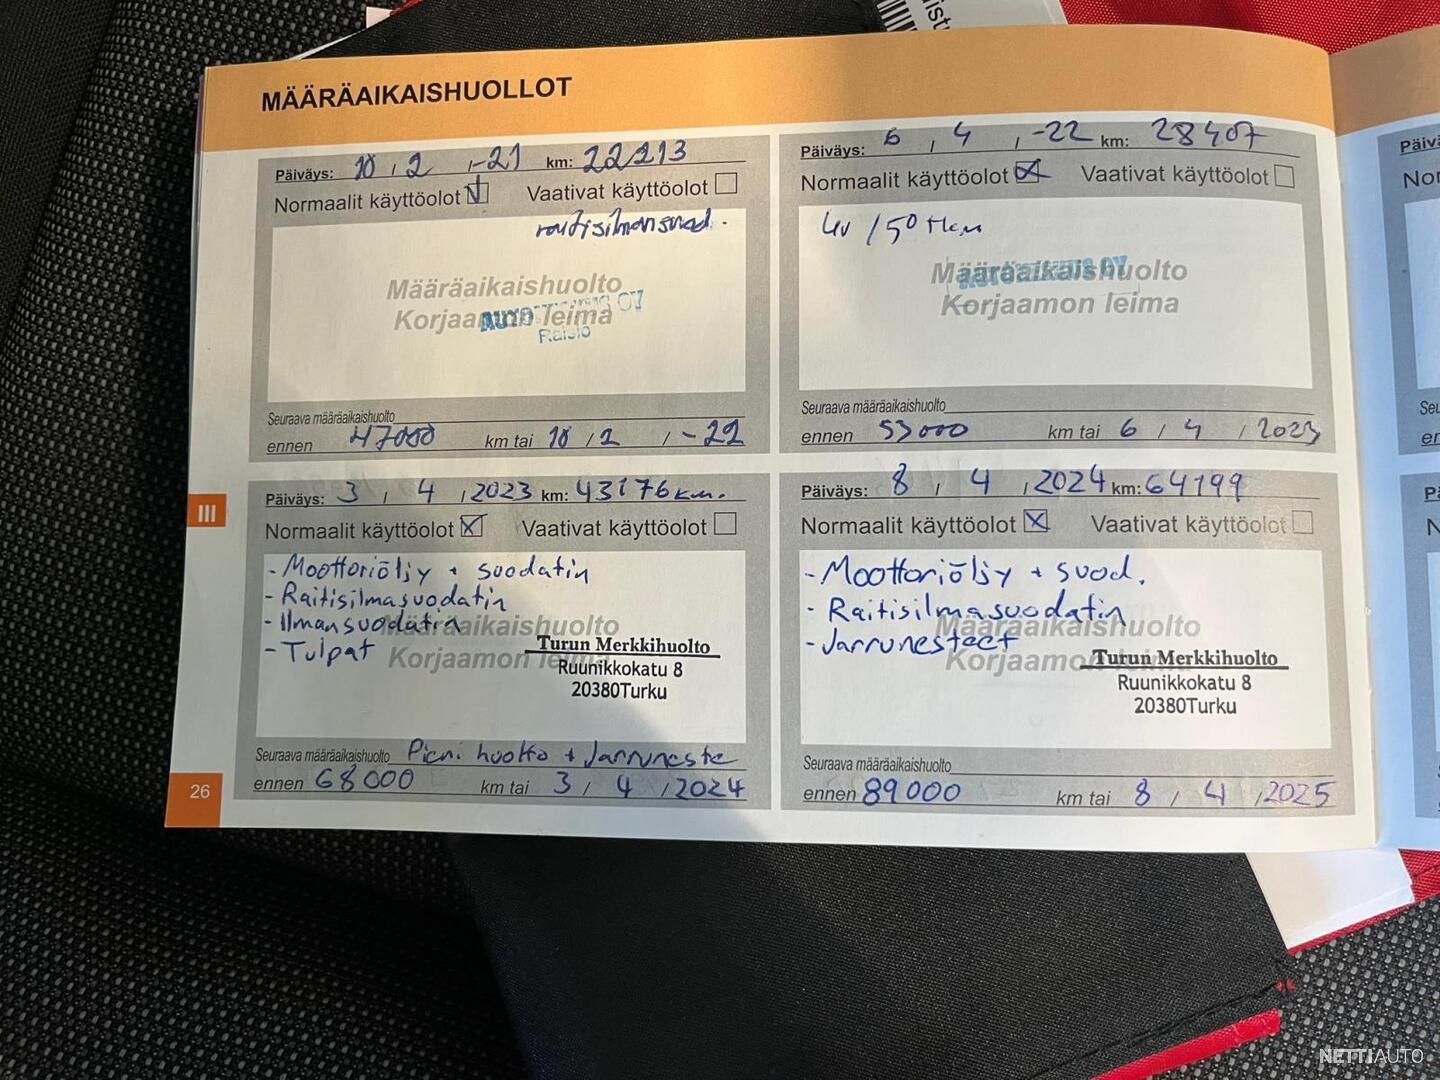 MÄÄRÄAIKAISHUOLLOT
Päiväys: 10 / 2 / -21 km: 22213
Normaalit käyttöolot Vaativat käyttöolot
Määräaikaishuolto
Korjaamon leima
AUTO OY
Raisio
Seuraava määräaikaishuolto
ennen 47000 km tai 10 / 2 / -22
Päiväys: 6 / 4 / -22 km: 28407
Normaalit käyttöolot Vaativat käyttöolot
4v / 50 tkm
Määräaikaishuolto
Korjaamon leima
Seuraava määräaikaishuolto
ennen 53000 km tai 6 / 4 / 2023
Päiväys: 3 / 4 / 2023 km: 43176 km.
Normaalit käyttöolot Vaativat käyttöolot
- Moottoriöljy + suodatin
- Raitisilmasuodatin
- Ilmansuodatin
- Tulpat
Määräaikaishuolto
Korjaamon leima
Turun Merkkihuolto
Ruunikkokatu 8
20380Turku
Seuraava määräaikaishuolto Pieni huolto + Jarruneste
ennen 68000 km tai 3 / 4 / 2024
Päiväys: 8 / 4 / 2024 km: 64199
Normaalit käyttöolot Vaativat käyttöolot
- Moottoriöljy + suod.
- Raitisilmasuodatin
- Jarrunesteet
Määräaikaishuolto
Korjaamon leima
Turun Merkkihuolto
Ruunikkokatu 8
20380Turku
Seuraava määräaikaishuolto
ennen 89000 km tai 8 / 4 / 2025
III
26
NETTIAUTO